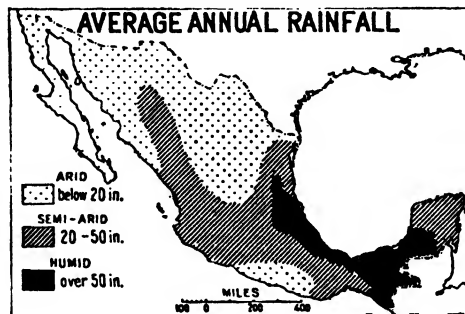 AVERAGE ANNUAL RAINFALL
ARID
below 20 in.
SEMI-ARID
20-50 in.
HUMID
over 50 in.
MILES
100 0 200 400